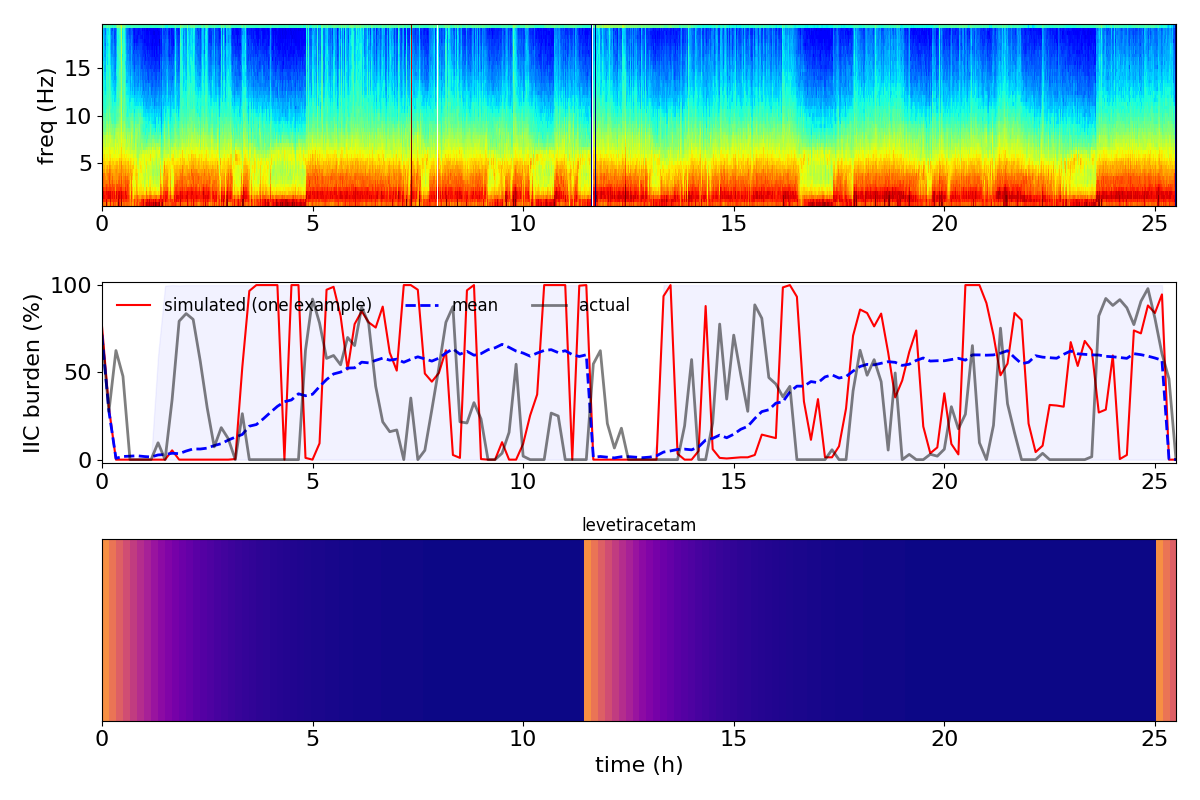 freq (Hz)
15
10
5
0 5 10 15 20 25
IIC burden (%)
100
50
0
simulated (one example) mean actual
0 5 10 15 20 25
levetiracetam
0 5 10 15 20 25
time (h)